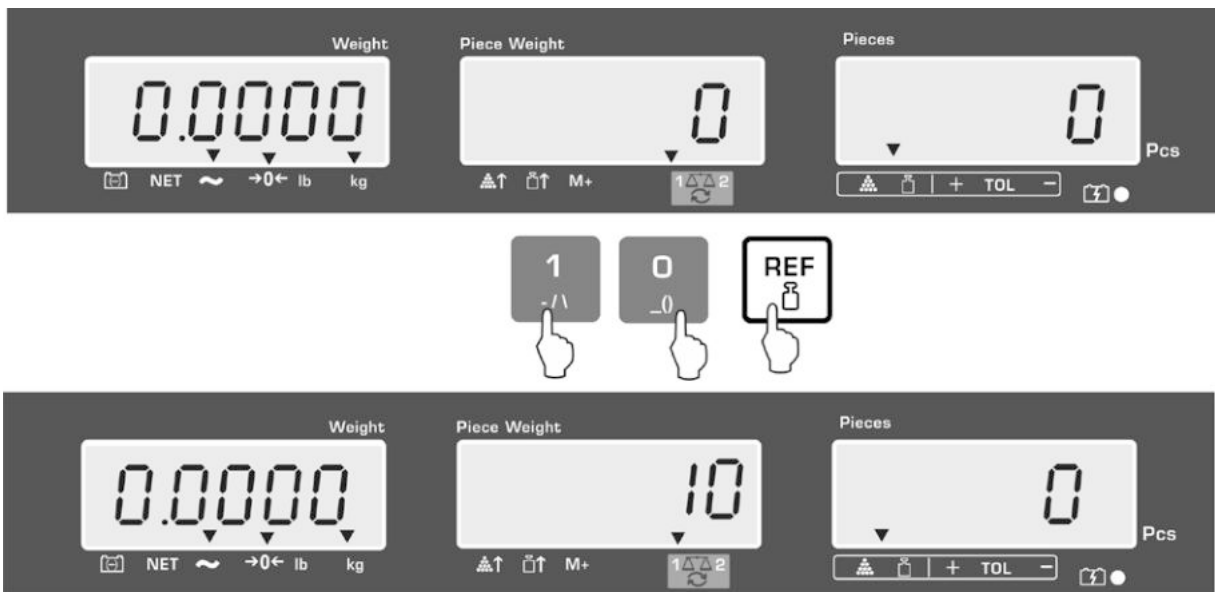 Weight Piece Weight Pieces
0.0000 0 0
Pcs
NET ~ →0← lb kg ↑ ↑ M+ 1 2 + TOL −
1 0 REF
-/\ _()
Weight Piece Weight Pieces
0.0000 10 0
Pcs
NET ~ →0← lb kg ↑ ↑ M+ 1 2 + TOL −